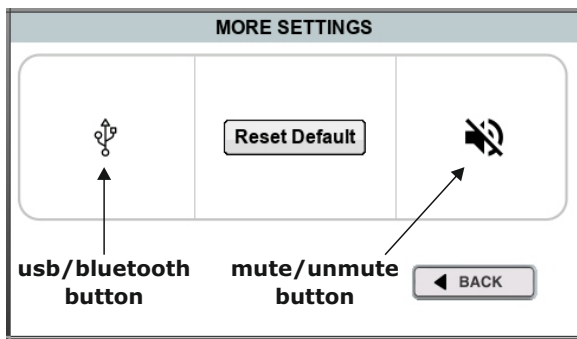 MORE SETTINGS
Reset Default
usb/bluetooth
button
mute/unmute
button
BACK